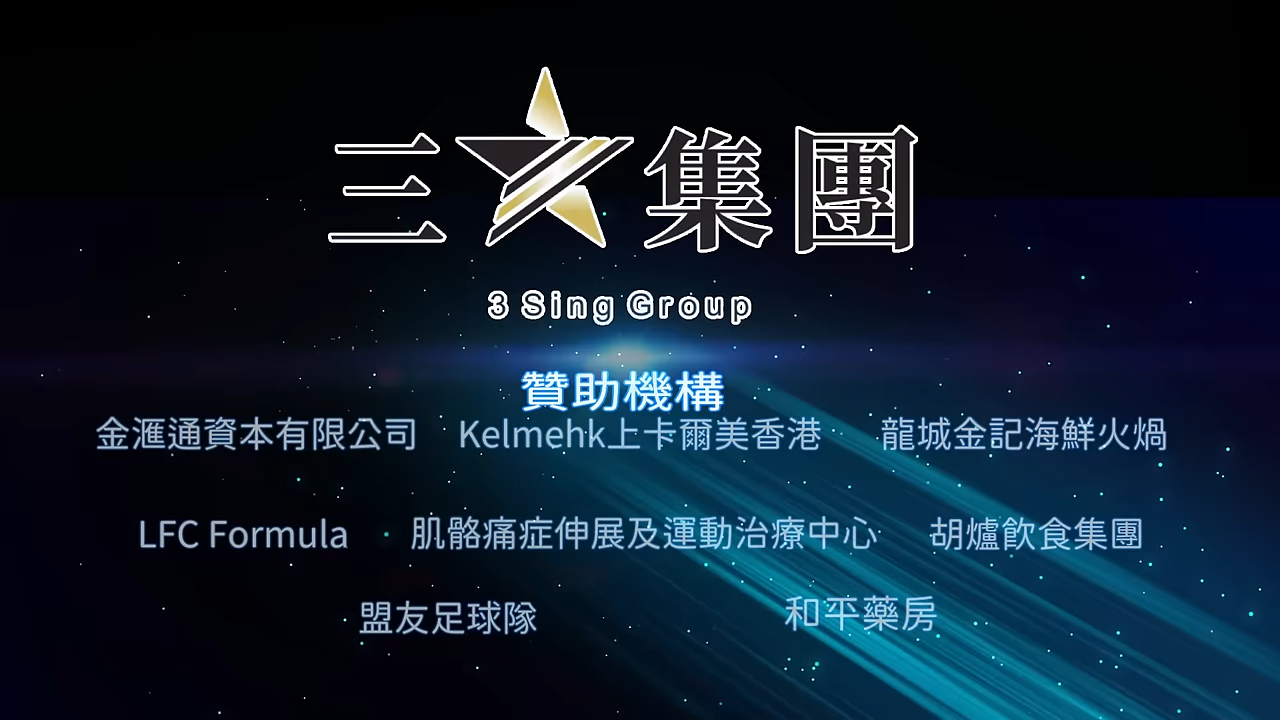 三 集團
3 Sing Group
贊助機構
金滙通資本有限公司 Kelmehk上卡爾美香港 龍城金記海鮮火焗
LFC Formula 肌骼痛症伸展及運動治療中心 胡爐飲食集團
盟友足球隊 和平藥房